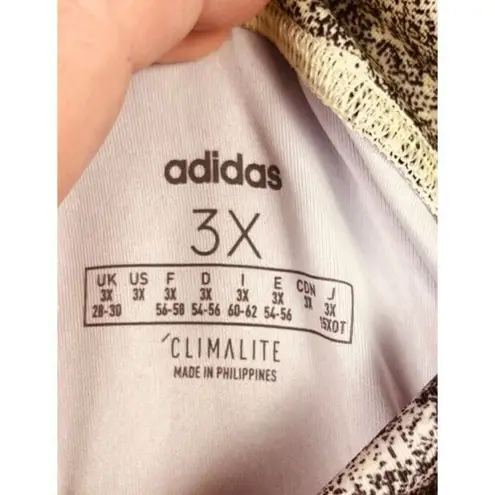 adidas
3X
UK US F D I E CDN J
3X 3X 3X 3X 3X 3X 3X 3X
28-30 56-58 54-56 60-62 54-56 15XOT
CLIMALITE
MADE IN PHILIPPINES